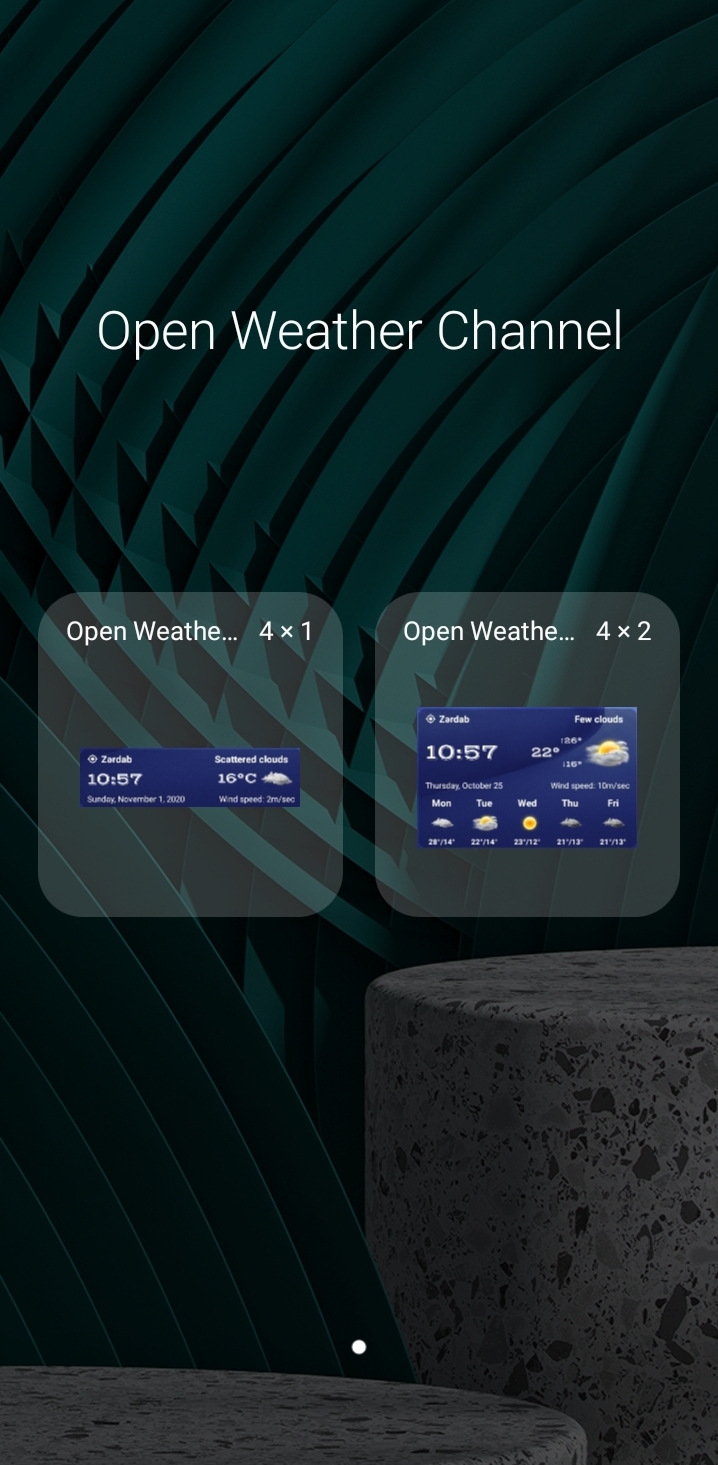 Open Weather Channel
Open Weathe... 4 × 1
Zərdab Scattered clouds
10:57 16°C
Sunday, November 1, 2020 Wind speed: 2m/sec
Open Weathe... 4 × 2
Zərdab Few clouds
10:57 22° ↑26°
↓16°
Thursday, October 25 Wind speed: 10m/sec
Mon Tue Wed Thu Fri
28°/14° 22°/14° 23°/12° 21°/13° 21°/13°